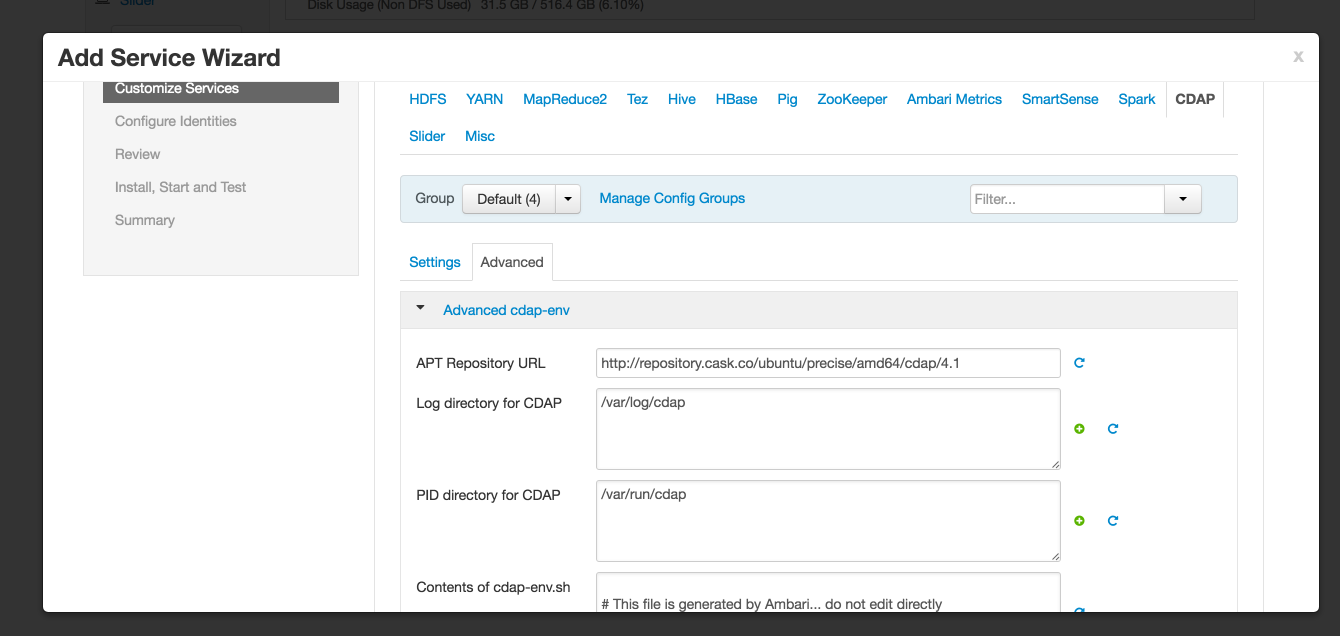 Slider
Disk Usage (Non DFS Used) 31.5 GB / 516.4 GB (6.10%)
Add Service Wizard
x
Customize Services
Configure Identities
Review
Install, Start and Test
Summary
HDFS YARN MapReduce2 Tez Hive HBase Pig ZooKeeper Ambari Metrics SmartSense Spark CDAP
Slider Misc
Group Default (4) Manage Config Groups Filter...
Settings Advanced
Advanced cdap-env
APT Repository URL http://repository.cask.co/ubuntu/precise/amd64/cdap/4.1
Log directory for CDAP /var/log/cdap
PID directory for CDAP /var/run/cdap
Contents of cdap-env.sh
# This file is generated by Ambari... do not edit directly